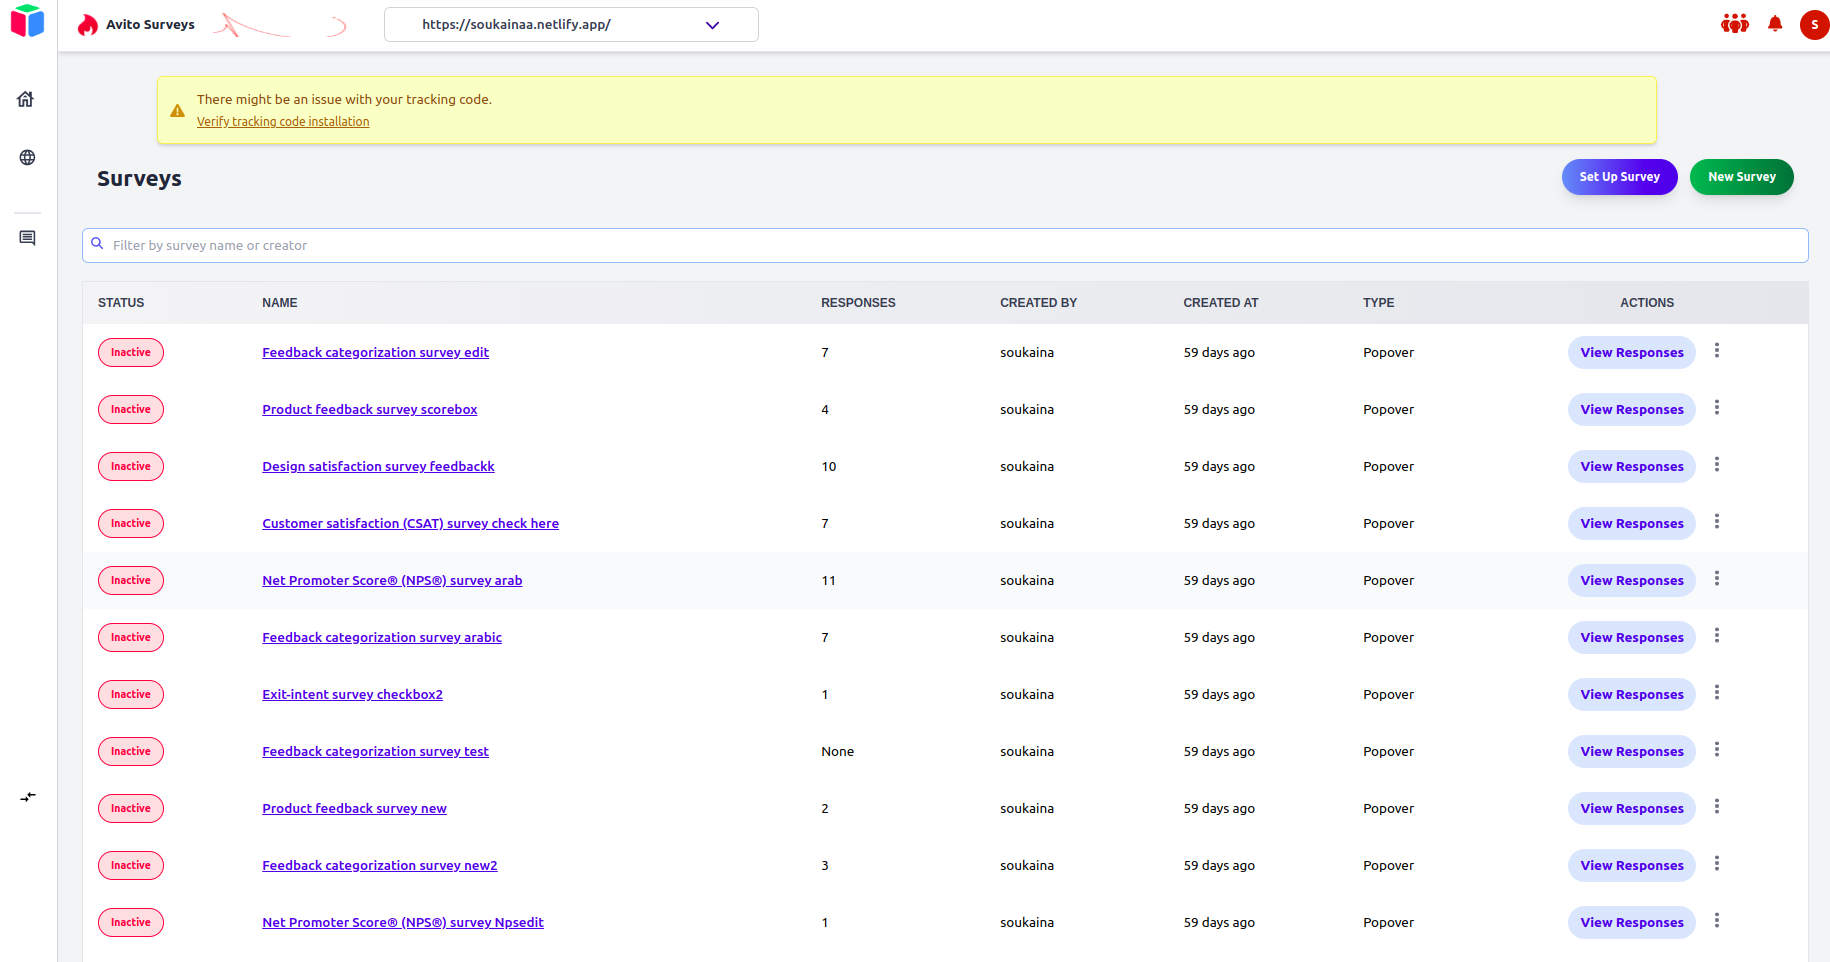 Avito Surveys
https://soukainaa.netlify.app/
S
There might be an issue with your tracking code.
Verify tracking code installation
Surveys
Set Up Survey
New Survey
Filter by survey name or creator
STATUS NAME RESPONSES CREATED BY CREATED AT TYPE ACTIONS
Inactive Feedback categorization survey edit 7 soukaina 59 days ago Popover View Responses
Inactive Product feedback survey scorebox 4 soukaina 59 days ago Popover View Responses
Inactive Design satisfaction survey feedbackk 10 soukaina 59 days ago Popover View Responses
Inactive Customer satisfaction (CSAT) survey check here 7 soukaina 59 days ago Popover View Responses
Inactive Net Promoter Score® (NPS®) survey arab 11 soukaina 59 days ago Popover View Responses
Inactive Feedback categorization survey arabic 7 soukaina 59 days ago Popover View Responses
Inactive Exit-intent survey checkbox2 1 soukaina 59 days ago Popover View Responses
Inactive Feedback categorization survey test None soukaina 59 days ago Popover View Responses
Inactive Product feedback survey new 2 soukaina 59 days ago Popover View Responses
Inactive Feedback categorization survey new2 3 soukaina 59 days ago Popover View Responses
Inactive Net Promoter Score® (NPS®) survey Npsedit 1 soukaina 59 days ago Popover View Responses